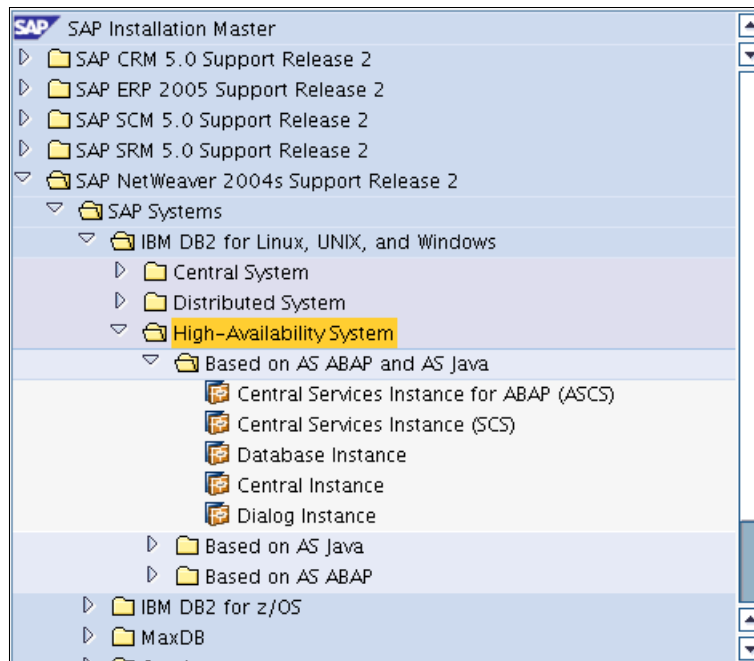 SAP SAP Installation Master
SAP CRM 5.0 Support Release 2
SAP ERP 2005 Support Release 2
SAP SCM 5.0 Support Release 2
SAP SRM 5.0 Support Release 2
SAP NetWeaver 2004s Support Release 2
SAP Systems
IBM DB2 for Linux, UNIX, and Windows
Central System
Distributed System
High-Availability System
Based on AS ABAP and AS Java
Central Services Instance for ABAP (ASCS)
Central Services Instance (SCS)
Database Instance
Central Instance
Dialog Instance
Based on AS Java
Based on AS ABAP
IBM DB2 for z/OS
MaxDB